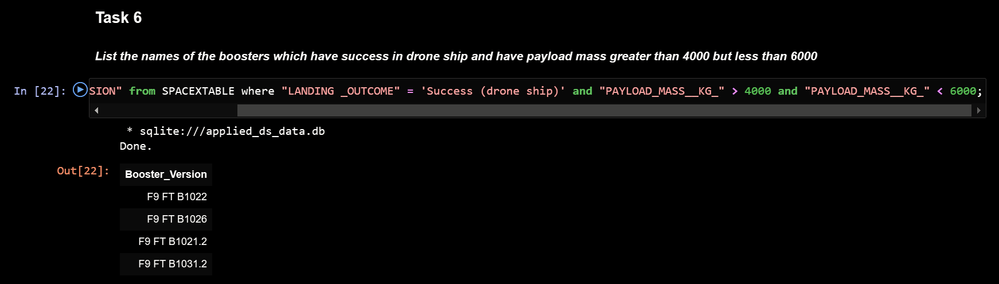 Task 6
List the names of the boosters which have success in drone ship and have payload mass greater than 4000 but less than 6000
In [22]: SION" from SPACEXTABLE where "LANDING _OUTCOME" = 'Success (drone ship)' and "PAYLOAD_MASS__KG_" > 4000 and "PAYLOAD_MASS__KG_" < 6000;
* sqlite:///applied_ds_data.db
Done.
Out[22]: Booster_Version
F9 FT B1022
F9 FT B1026
F9 FT B1021.2
F9 FT B1031.2